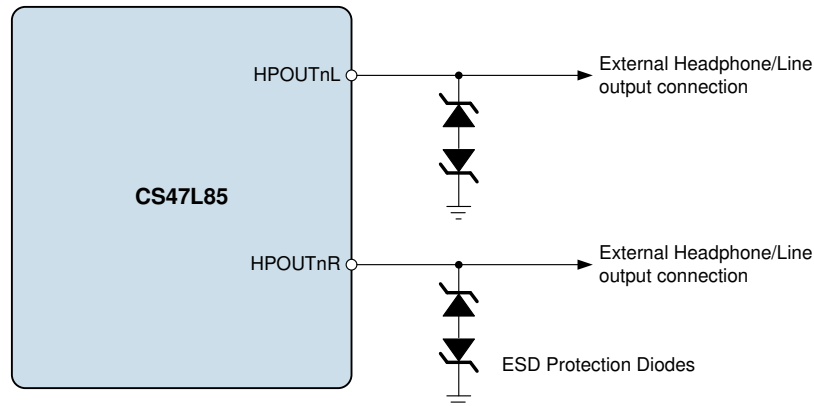 HPOUTnL
External Headphone/Line
output connection
CS47L85
HPOUTnR
External Headphone/Line
output connection
ESD Protection Diodes